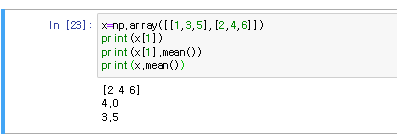 In [23]:
x=np.array([[1,3,5],[2,4,6]])
print(x[1])
print(x[1].mean())
print(x.mean())
[2 4 6]
4.0
3.5